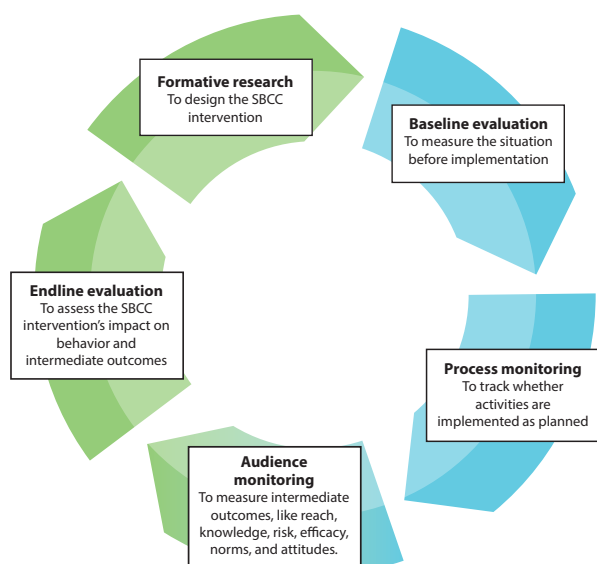 Formative research
To design the SBCC
intervention
Baseline evaluation
To measure the situation
before implementation
Process monitoring
To track whether
activities are
implemented as planned
Audience
monitoring
To measure intermediate
outcomes, like reach,
knowledge, risk, efficacy,
norms, and attitudes.
Endline evaluation
To assess the SBCC
intervention's impact on
behavior and
intermediate outcomes